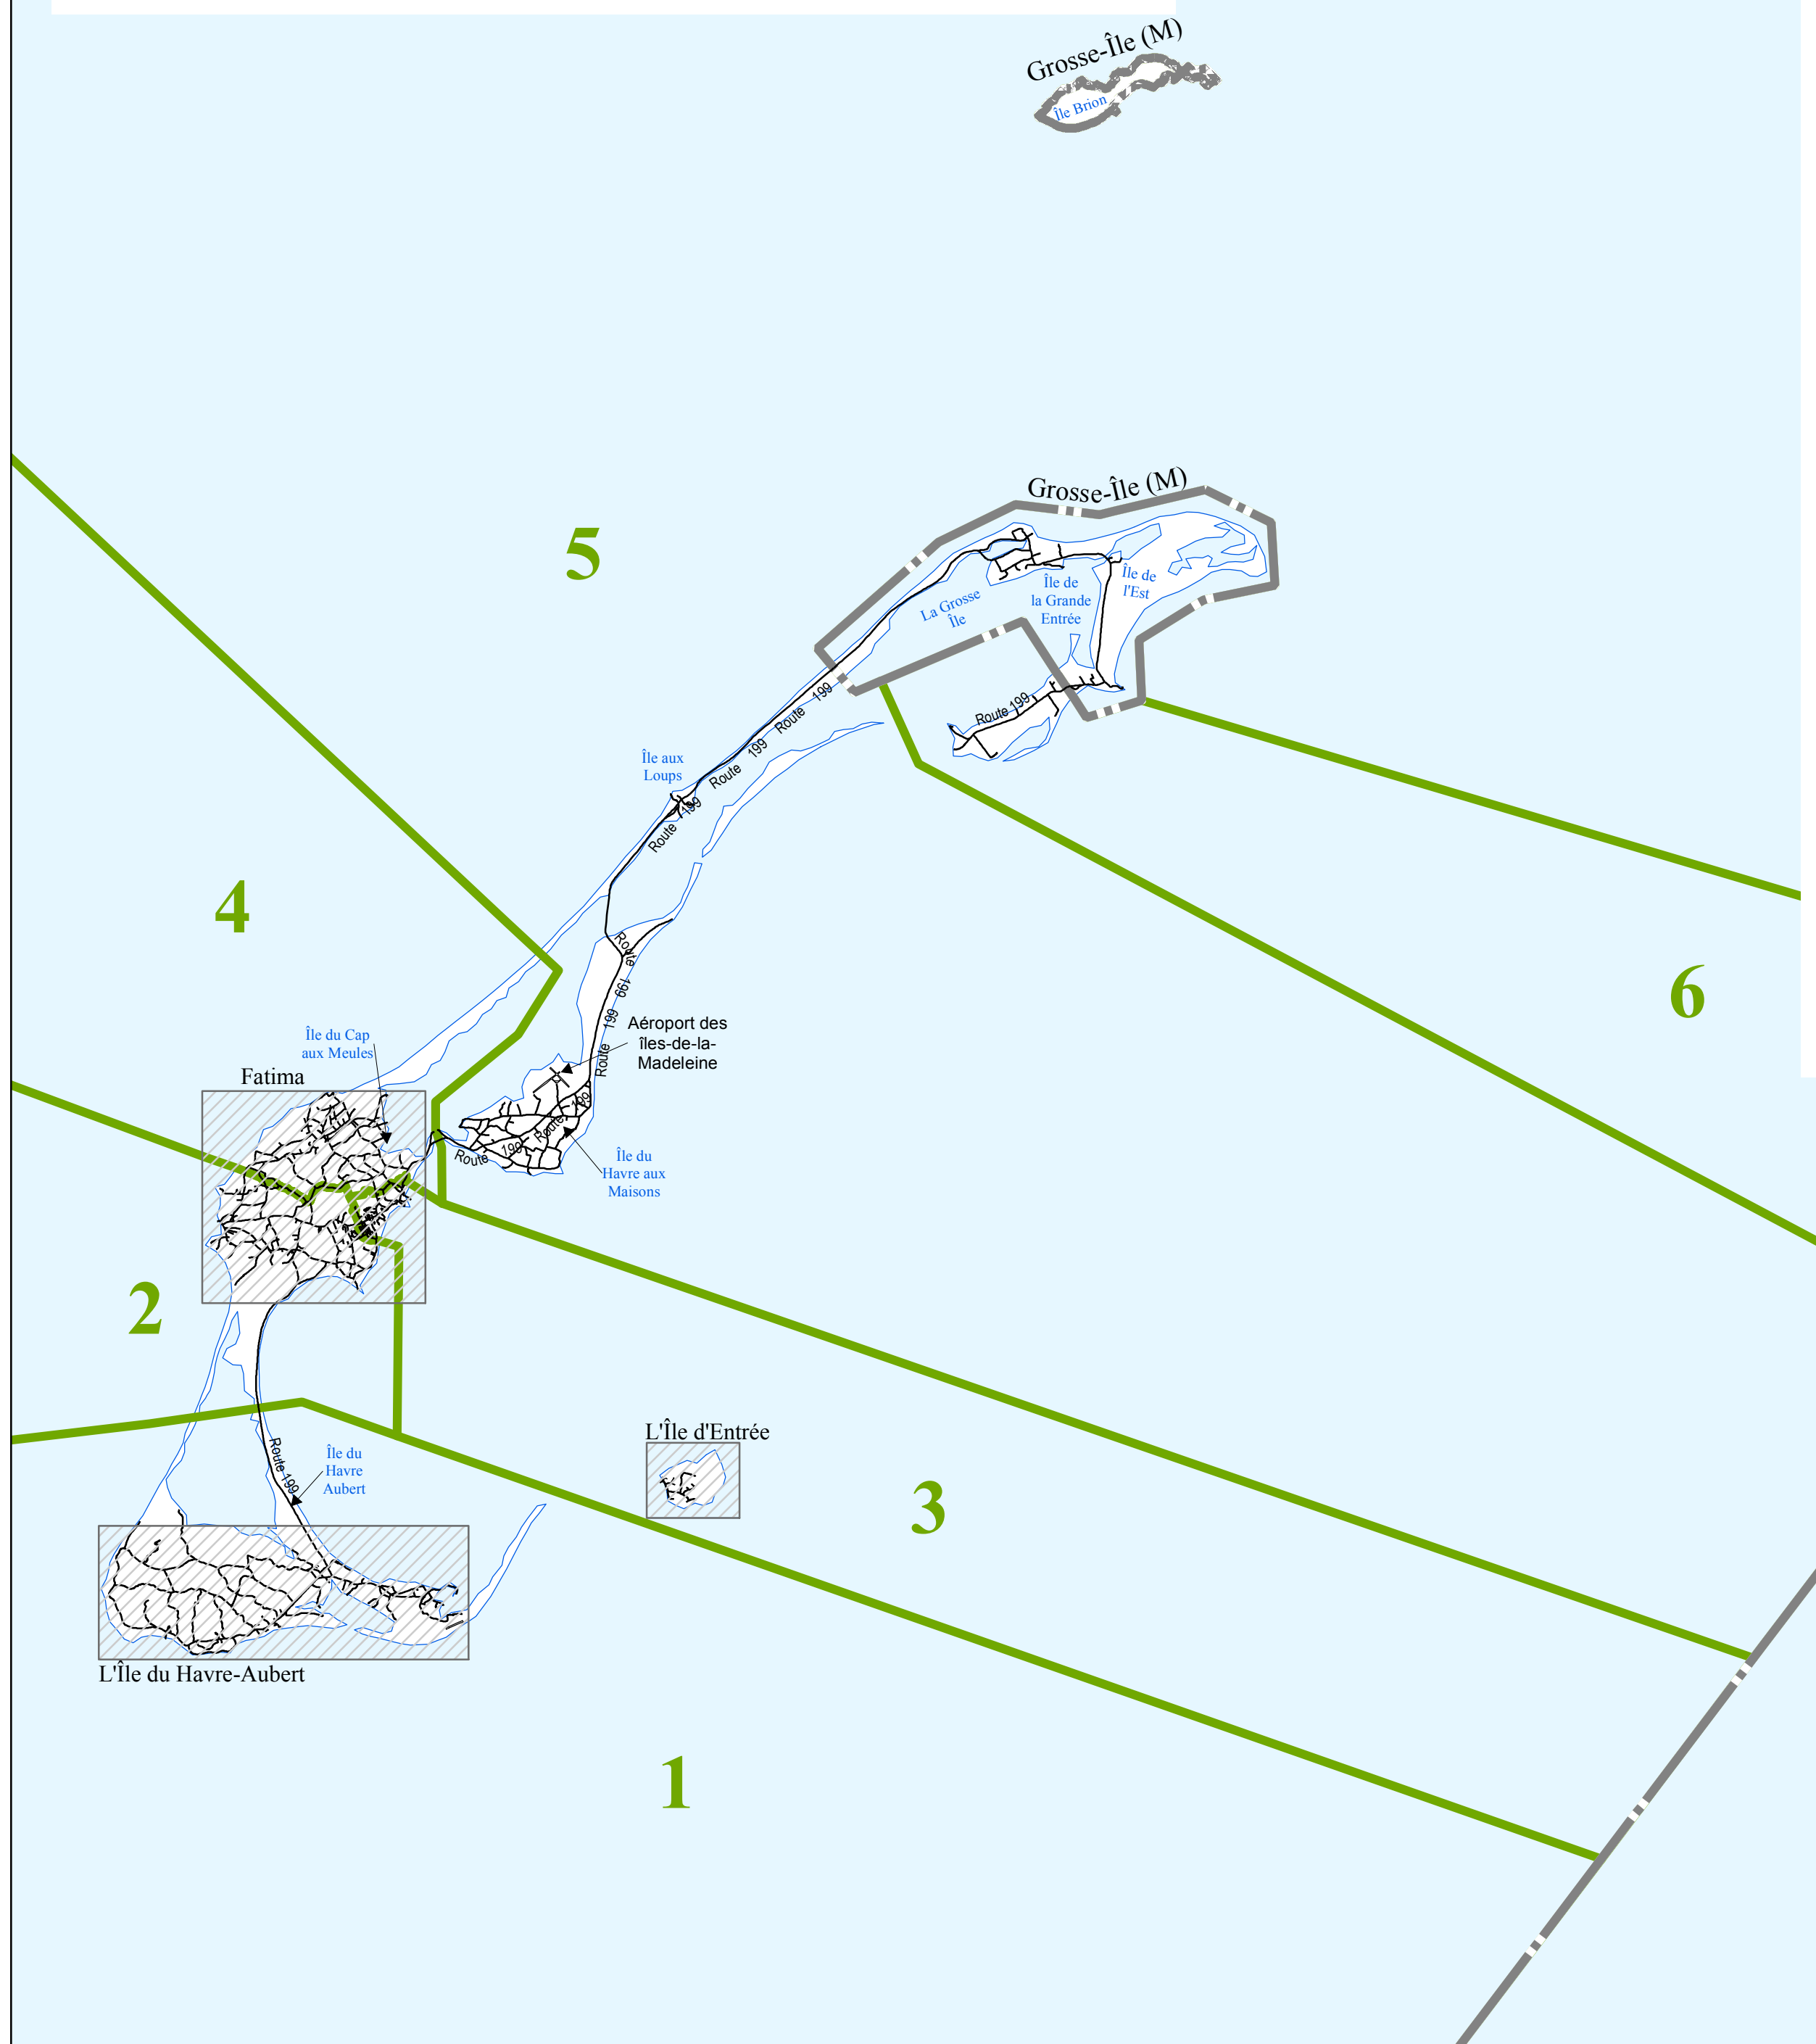 Grosse-Île (M)
Île Brion
Grosse-Île (M)
5
La Grosse
Île
Île de
la Grande
Entrée
Île de
l'Est
Route 199
Route 199
Route 199
Île aux
Loups
Route 199
4
6
Route 199
Aéroport des
îles-de-la-
Madeleine
Route 199
Île du Cap
aux Meules
Fatima
Route 199
Route 199
Île du
Havre aux
Maisons
2
Route 199
Île du
Havre
Aubert
L'Île d'Entrée
3
L'Île du Havre-Aubert
1